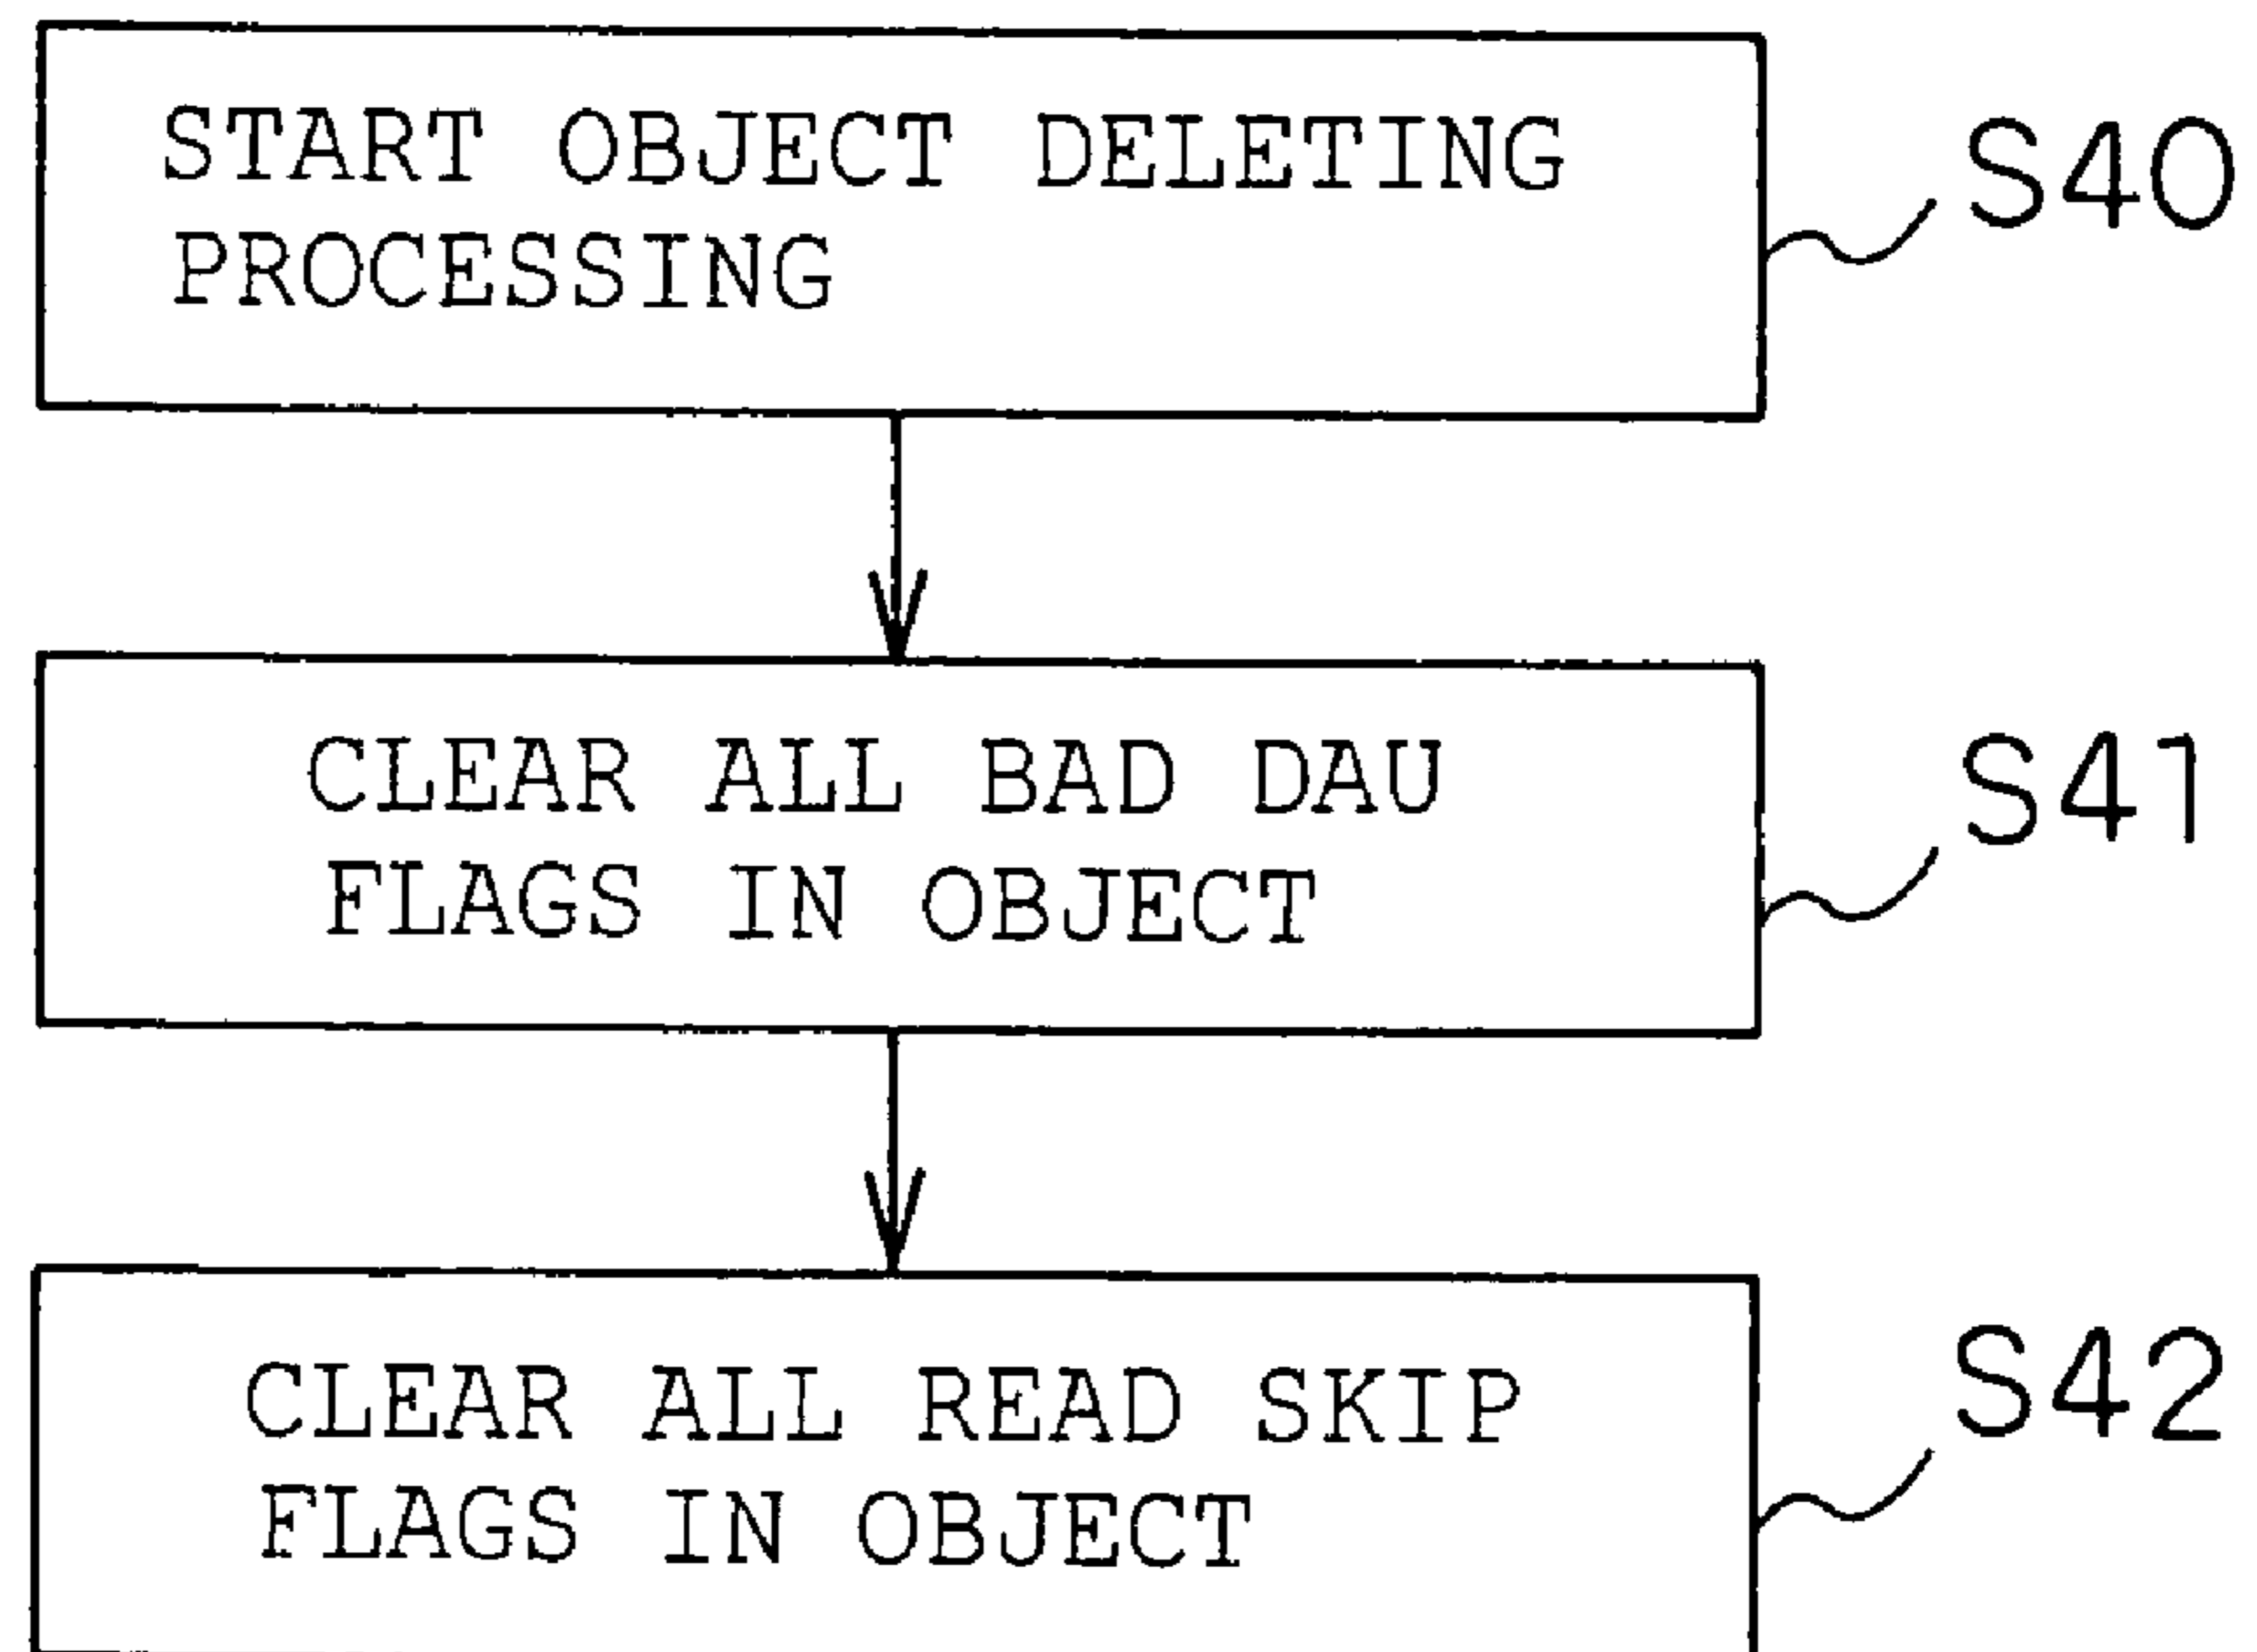 START OBJECT DELETING
PROCESSING
S40
CLEAR ALL BAD DAU
FLAGS IN OBJECT
S41
CLEAR ALL READ SKIP
FLAGS IN OBJECT
S42